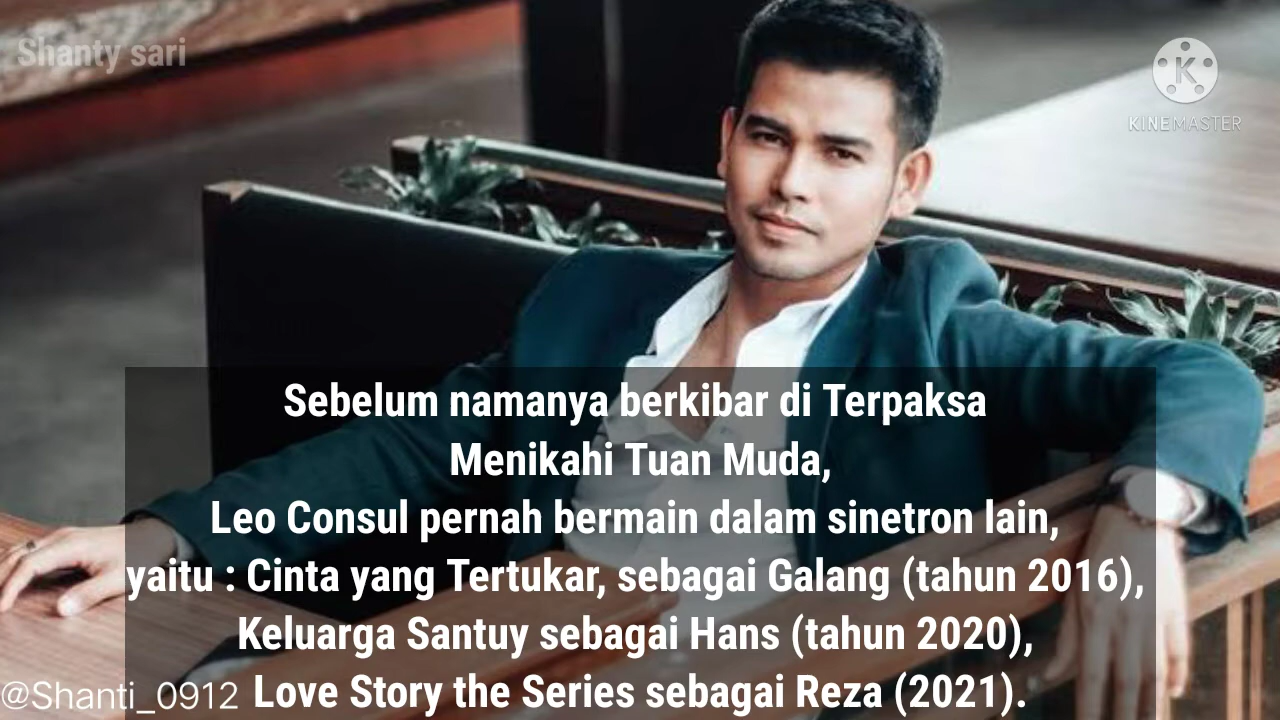 Shanty sari
K
KINEMASTER
Sebelum namanya berkibar di Terpaksa
Menikahi Tuan Muda,
Leo Consul pernah bermain dalam sinetron lain,
yaitu : Cinta yang Tertukar, sebagai Galang (tahun 2016),
Keluarga Santuy sebagai Hans (tahun 2020),
Love Story the Series sebagai Reza (2021).
@Shanti_0912